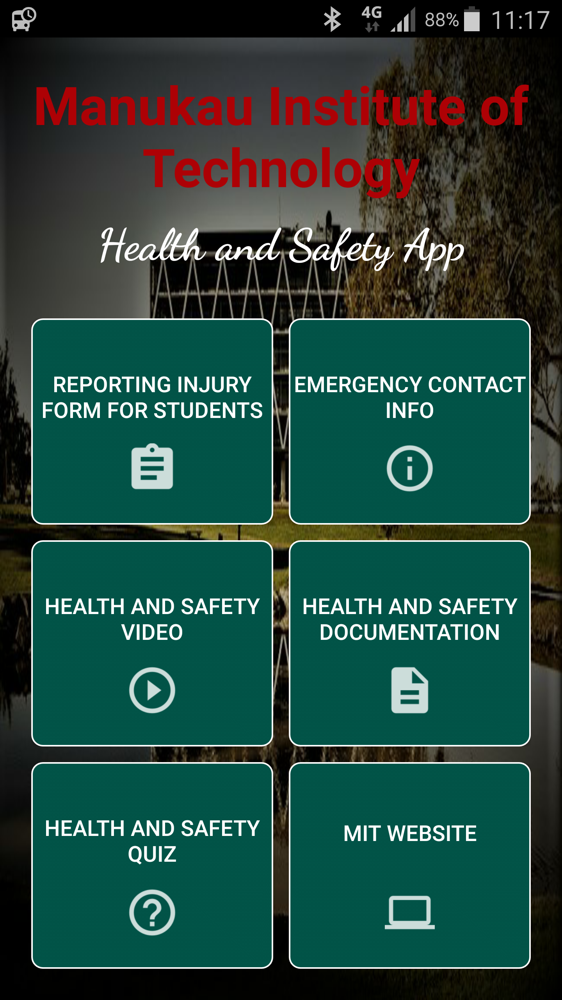 4G 88% 11:17
Manukau Institute of
Technology
Health and Safety App
REPORTING INJURY
FORM FOR STUDENTS
EMERGENCY CONTACT
INFO
HEALTH AND SAFETY
VIDEO
HEALTH AND SAFETY
DOCUMENTATION
HEALTH AND SAFETY
QUIZ
MIT WEBSITE